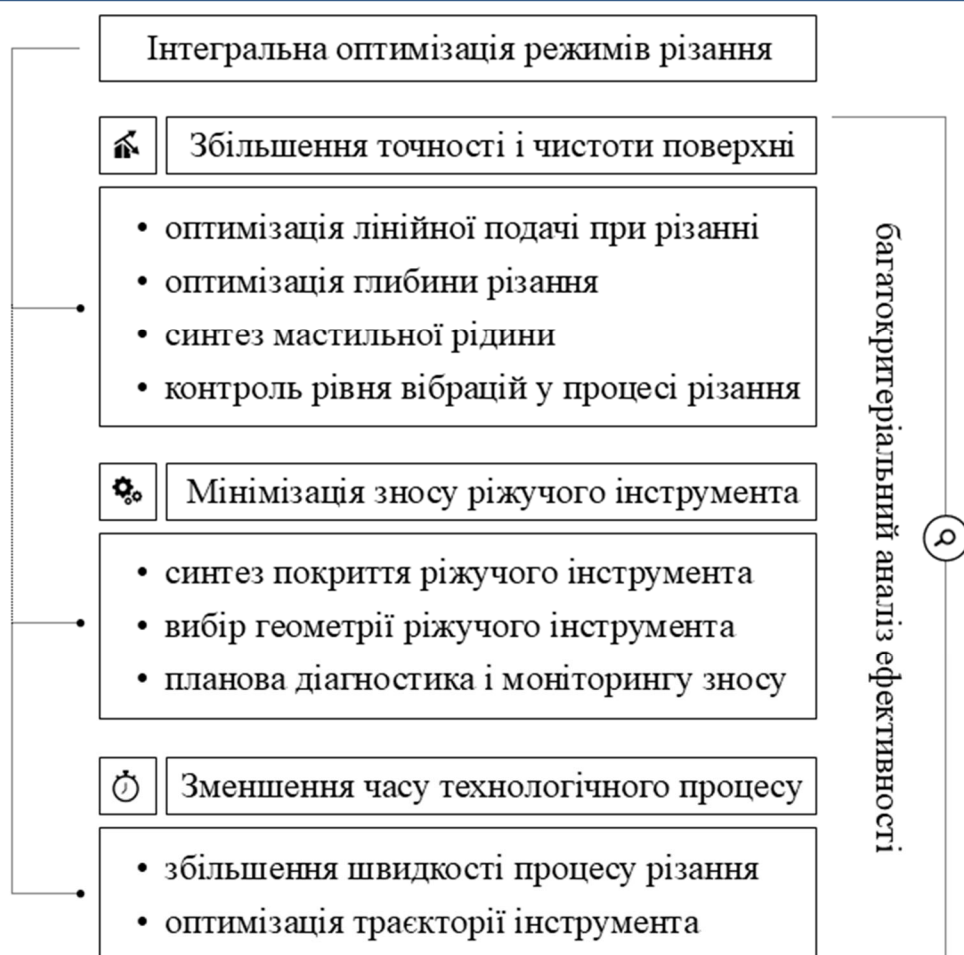 Інтегральна оптимізація режимів різання
Збільшення точності і чистоти поверхні
• оптимізація лінійної подачі при різанні
• оптимізація глибини різання
• синтез мастильної рідини
• контроль рівня вібрацій у процесі різання
Мінімізація зносу ріжучого інструмента
• синтез покриття ріжучого інструмента
• вибір геометрії ріжучого інструмента
• планова діагностика і моніторингу зносу
Зменшення часу технологічного процесу
• збільшення швидкості процесу різання
• оптимізація траєкторії інструмента
багатокритеріальний аналіз ефективності